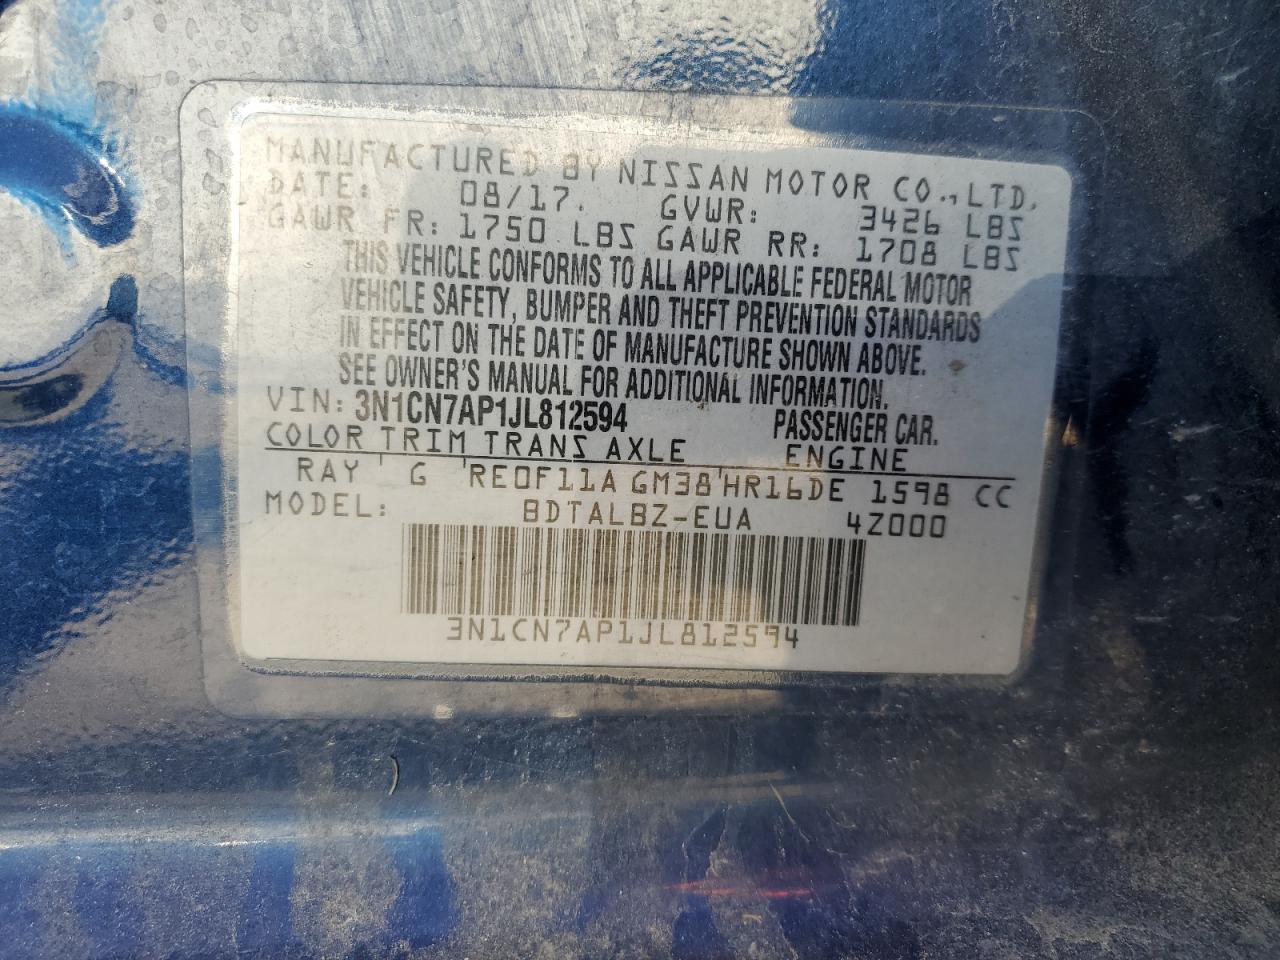 MANUFACTURED BY NISSAN MOTOR CO., LTD.
DATE: 08/17. GVWR: 3426 LBS
GAWR FR: 1750 LBS GAWR RR: 1708 LBS
THIS VEHICLE CONFORMS TO ALL APPLICABLE FEDERAL MOTOR
VEHICLE SAFETY, BUMPER AND THEFT PREVENTION STANDARDS
IN EFFECT ON THE DATE OF MANUFACTURE SHOWN ABOVE.
SEE OWNER'S MANUAL FOR ADDITIONAL INFORMATION.
VIN: 3N1CN7AP1JL812594 PASSENGER CAR.
COLOR TRIM TRANS AXLE ENGINE
RAY ' G 'RE0F11A GM38'HR16DE 1598 CC
MODEL: BDTALBZ-EUA 4Z000
3N1CN7AP1JL812594